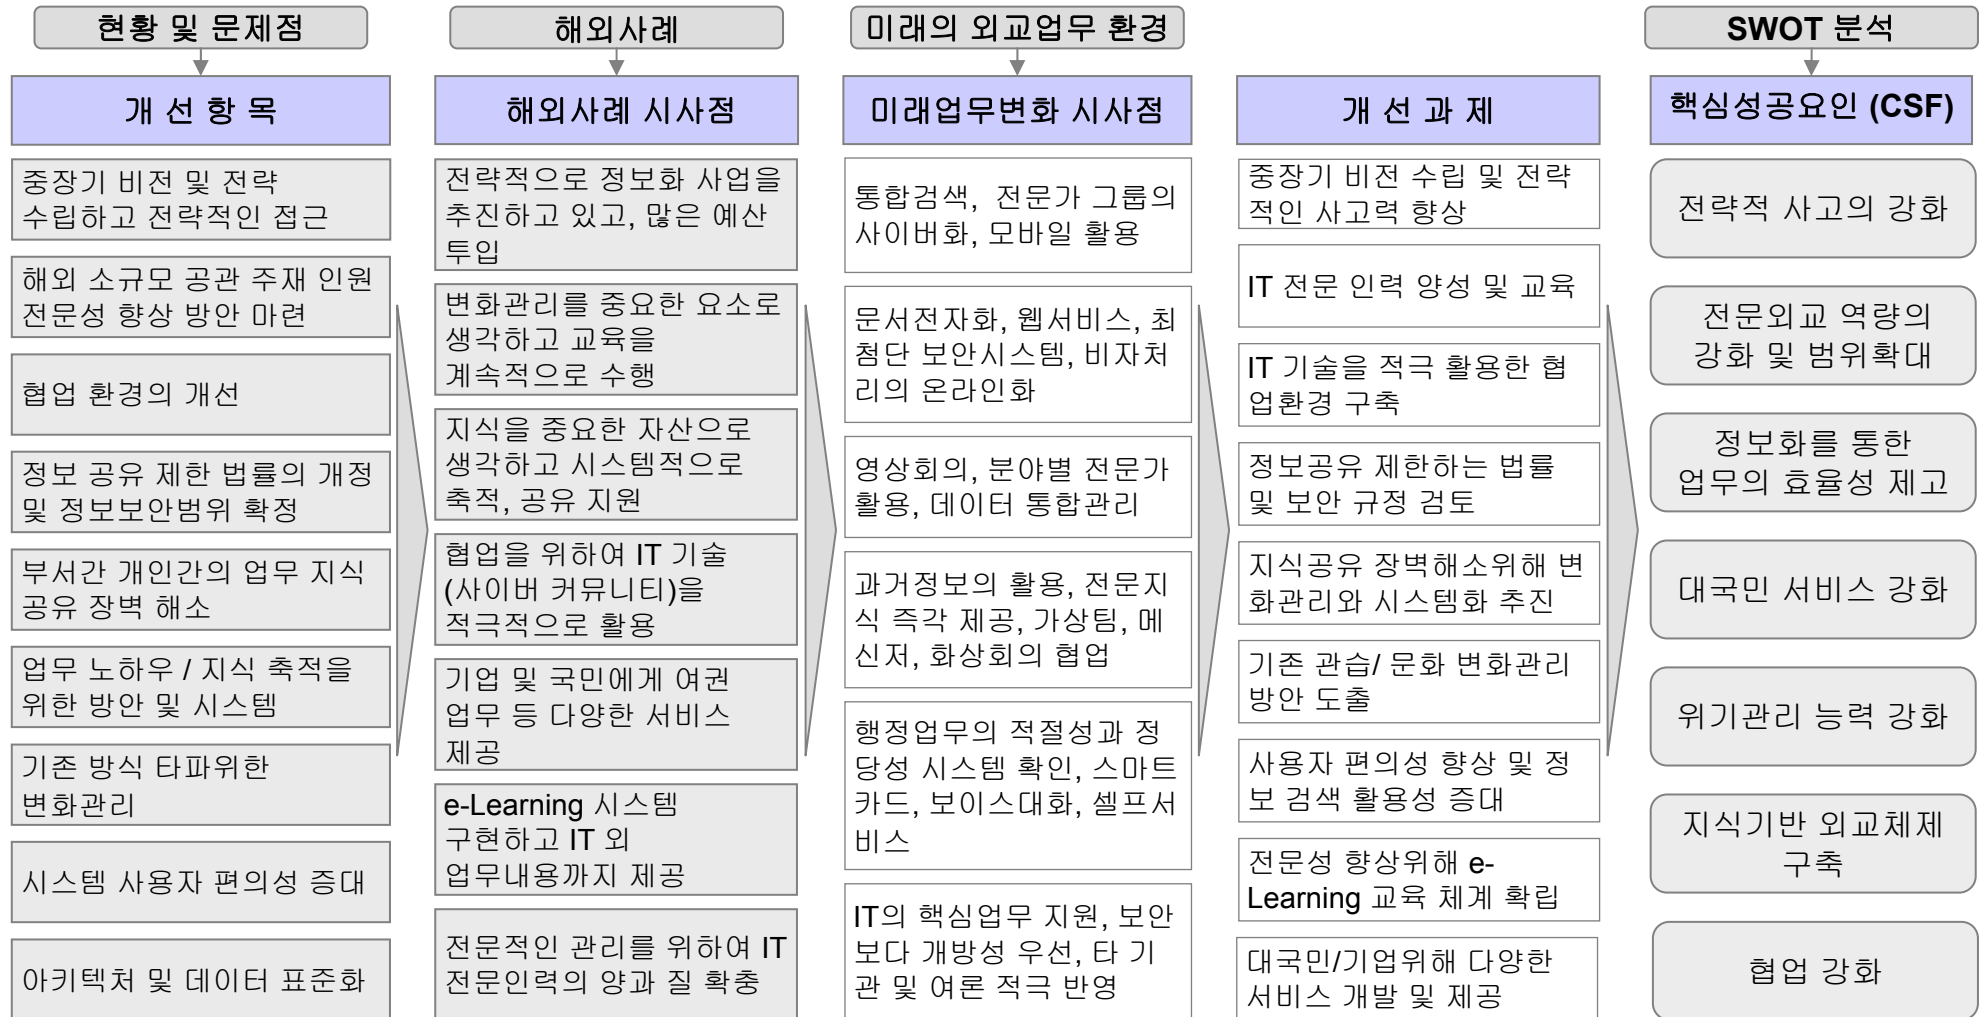 현황 및 문제점
해외사례
미래의 외교업무 환경
SWOT 분석
개 선 항 목
해외사례 시사점
미래업무변화 시사점
개 선 과 제
핵심성공요인 (CSF)
중장기 비전 및 전략
수립하고 전략적인 접근
해외 소규모 공관 주재 인원
전문성 향상 방안 마련
협업 환경의 개선
정보 공유 제한 법률의 개정
및 정보보안범위 확정
부서간 개인간의 업무 지식
공유 장벽 해소
업무 노하우 / 지식 축적을
위한 방안 및 시스템
기존 방식 타파위한
변화관리
시스템 사용자 편의성 증대
아키텍처 및 데이터 표준화
전략적으로 정보화 사업을
추진하고 있고, 많은 예산
투입
변화관리를 중요한 요소로
생각하고 교육을
계속적으로 수행
지식을 중요한 자산으로
생각하고 시스템적으로
축적, 공유 지원
협업을 위하여 IT 기술
(사이버 커뮤니티)을
적극적으로 활용
기업 및 국민에게 여권
업무 등 다양한 서비스
제공
e-Learning 시스템
구현하고 IT 외
업무내용까지 제공
전문적인 관리를 위하여 IT
전문인력의 양과 질 확충
통합검색, 전문가 그룹의
사이버화, 모바일 활용
문서전자화, 웹서비스, 최
첨단 보안시스템, 비자처
리의 온라인화
영상회의, 분야별 전문가
활용, 데이터 통합관리
과거정보의 활용, 전문지
식 즉각 제공, 가상팀, 메
신저, 화상회의 협업
행정업무의 적절성과 정
당성 시스템 확인, 스마트
카드, 보이스대화, 셀프서
비스
IT의 핵심업무 지원, 보안
보다 개방성 우선, 타 기
관 및 여론 적극 반영
중장기 비전 수립 및 전략
적인 사고력 향상
IT 전문 인력 양성 및 교육
IT 기술을 적극 활용한 협
업환경 구축
정보공유 제한하는 법률
및 보안 규정 검토
지식공유 장벽해소위해 변
화관리와 시스템화 추진
기존 관습/ 문화 변화관리
방안 도출
사용자 편의성 향상 및 정
보 검색 활용성 증대
전문성 향상위해 e-
Learning 교육 체계 확립
대국민/기업위해 다양한
서비스 개발 및 제공
전략적 사고의 강화
전문외교 역량의
강화 및 범위확대
정보화를 통한
업무의 효율성 제고
대국민 서비스 강화
위기관리 능력 강화
지식기반 외교체제
구축
협업 강화